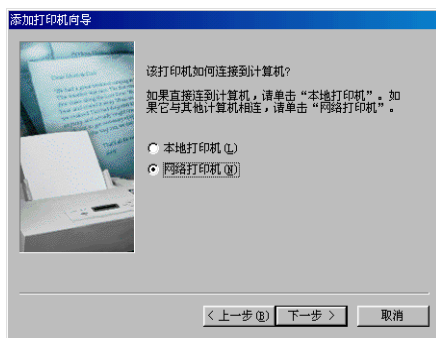 添加打印机向导
该打印机如何连接到计算机?
如果直接连到计算机，请单击“本地打印机”。如
果它与其他计算机相连，请单击“网络打印机”。
本地打印机(L)
网络打印机(N)
< 上一步(B)
下一步 >
取消